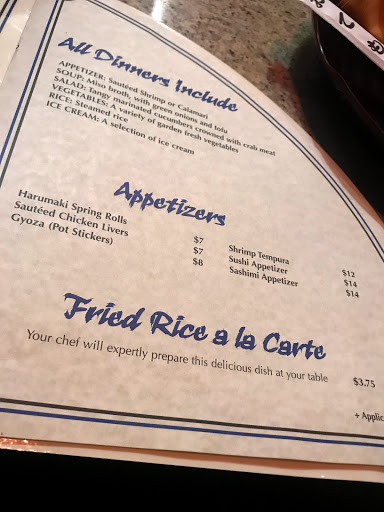 All Dinners Include
APPETIZER: Sautéed Shrimp or Calamari
SOUP: Miso broth, with green onions and tofu
SALAD: Tangy marinated cucumbers crowned with crab meat
VEGETABLES: A variety of garden fresh vegetables
RICE: Steamed rice
ICE CREAM: A selection of ice cream
Appetizers
Harumaki Spring Rolls $7
Sautéed Chicken Livers $7
Gyoza (Pot Stickers) $8
Shrimp Tempura $12
Sushi Appetizer $14
Sashimi Appetizer $14
Fried Rice a la Carte
Your chef will expertly prepare this delicious dish at your table $3.75
+ Applic